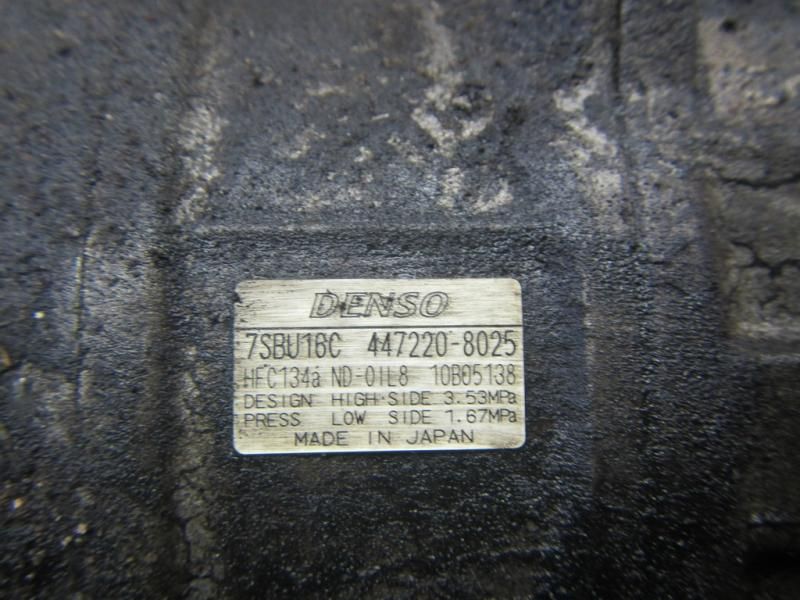 DENSO
7SBU16C 447220-8025
HFC134a ND-OIL8 10B05138
DESIGN HIGH-SIDE 3.53MPa
PRESS LOW SIDE 1.67MPa
MADE IN JAPAN